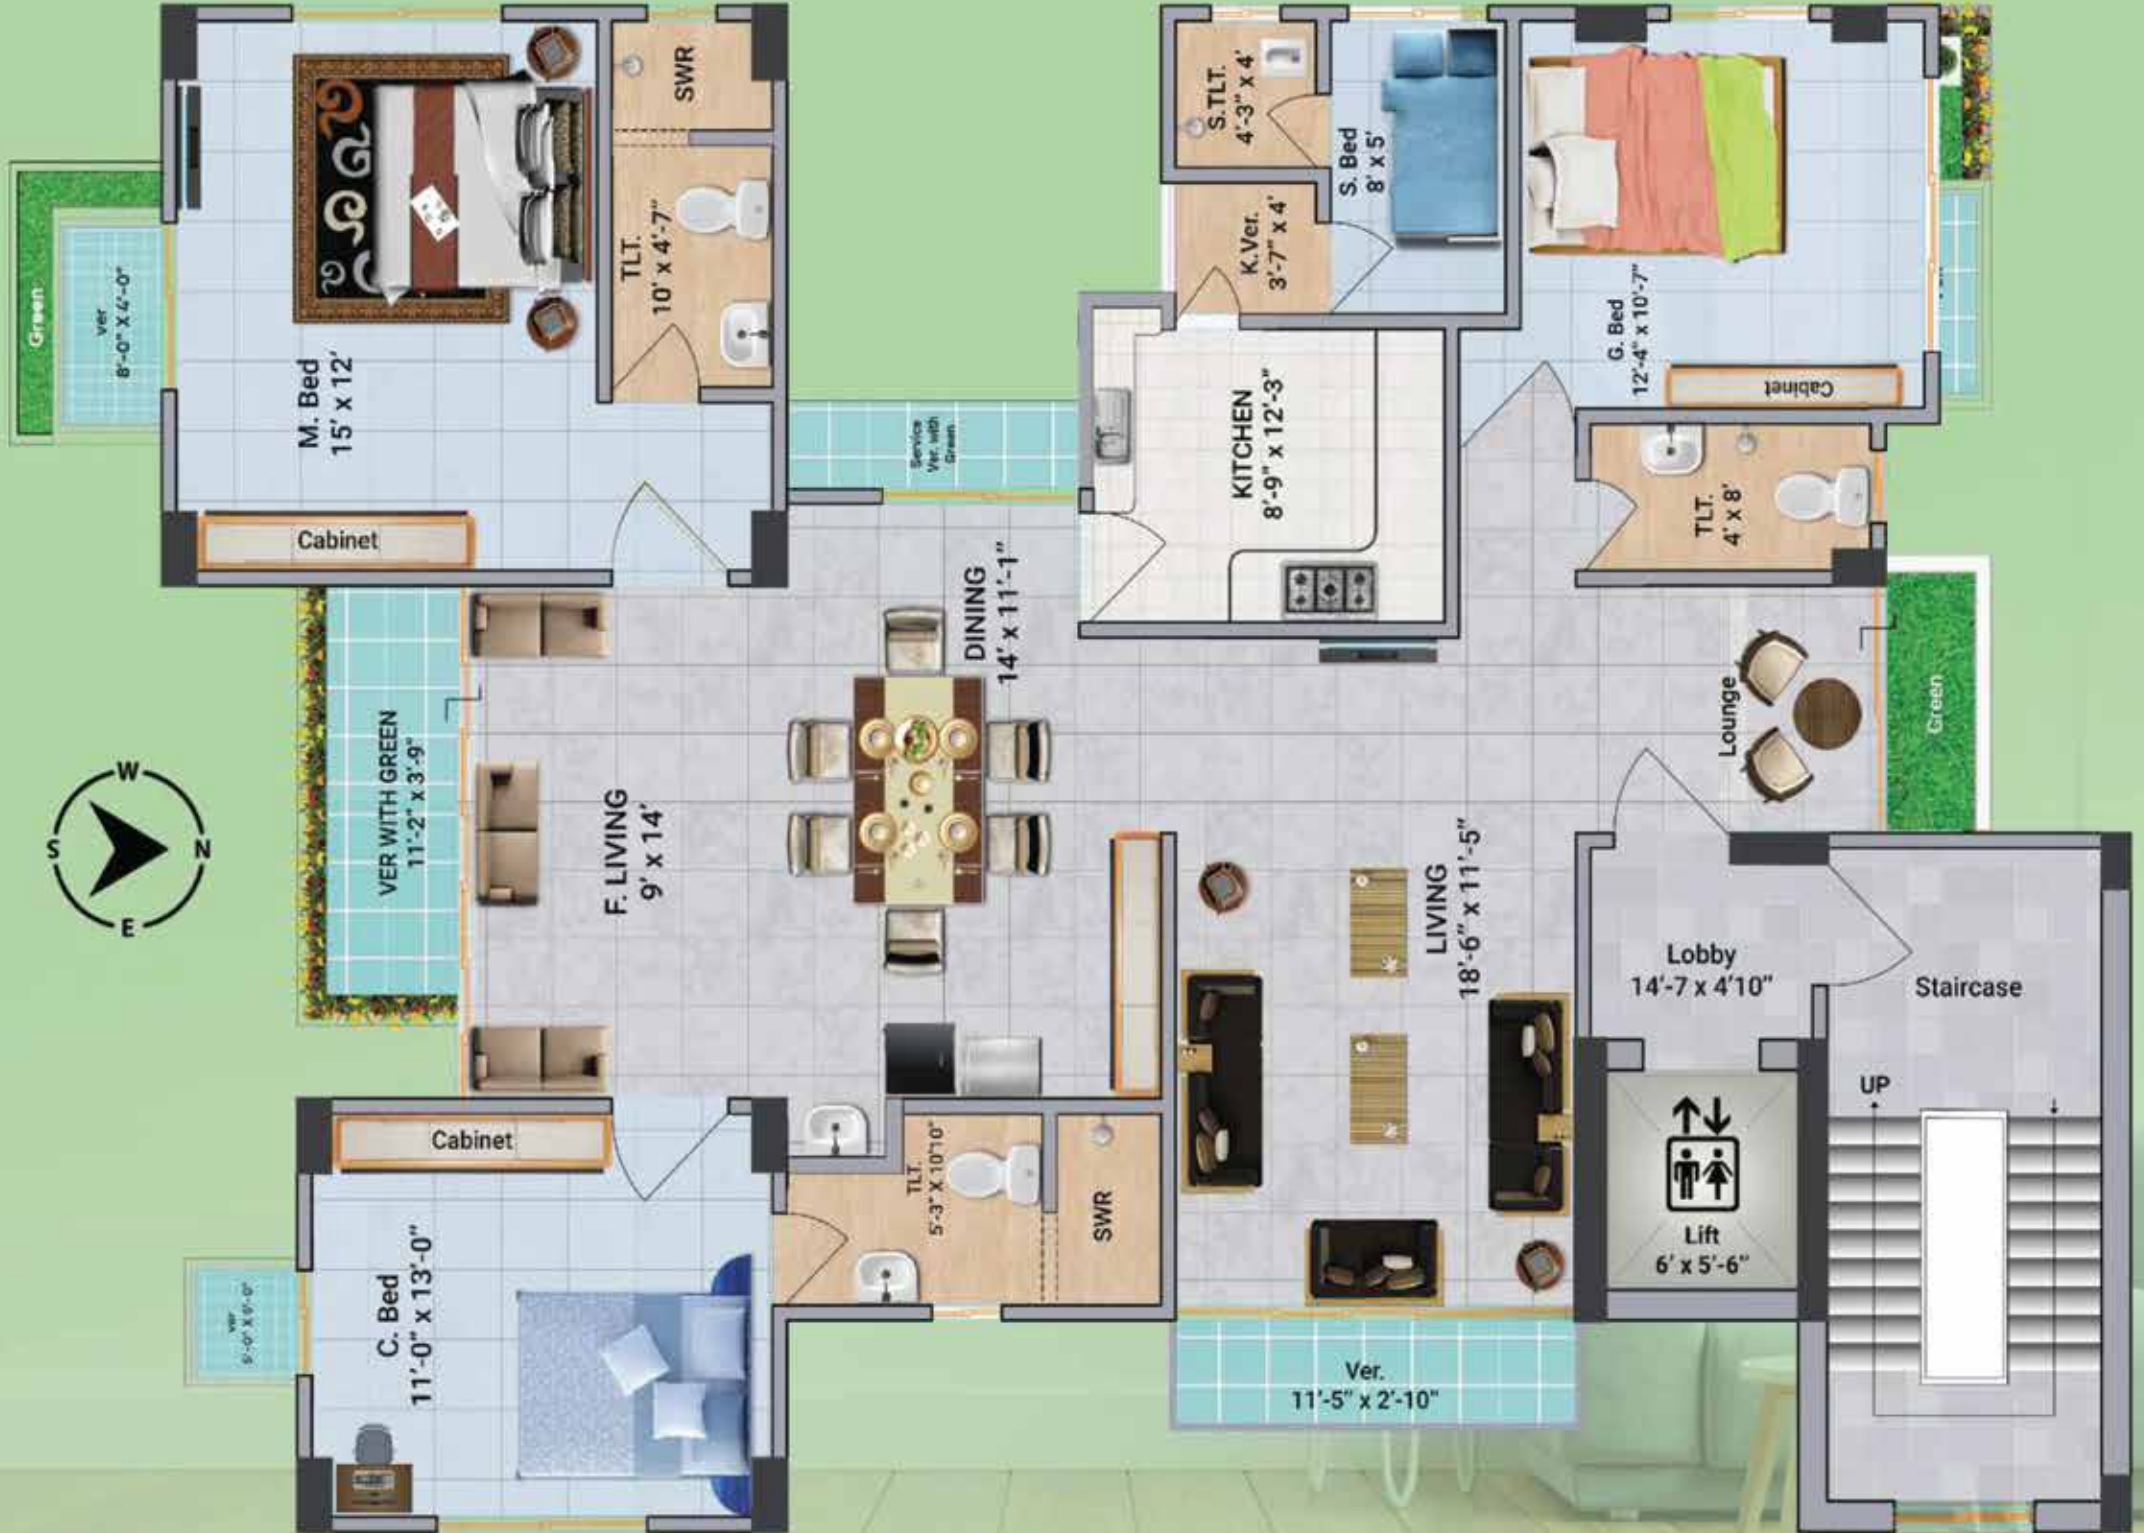 Green
ver
8'-0" X 4'-0"
M. Bed
15' x 12'
Cabinet
SWR
TLT.
10' x 4'-7"
Service
Ver. with
Green
S.TLT.
4'-3" x 4'
S. Bed
8' x 5'
K.Ver.
3'-7" x 4'
KITCHEN
8'-9" x 12'-3"
G. Bed
12'-4" x 10'-7"
Cabinet
TLT.
4' x 8'
W
S
N
E
VER WITH GREEN
11'-2" x 3'-9"
F. LIVING
9' x 14'
DINING
14' x 11'-1"
Lounge
Green
LIVING
18'-6" x 11'-5"
Lobby
14'-7 x 4'10"
Staircase
UP
Lift
6' x 5'-6"
Cabinet
C. Bed
11'-0" x 13'-0"
ver
TLT.
5'-3" X 10'10"
SWR
Ver.
11'-5" x 2'-10"